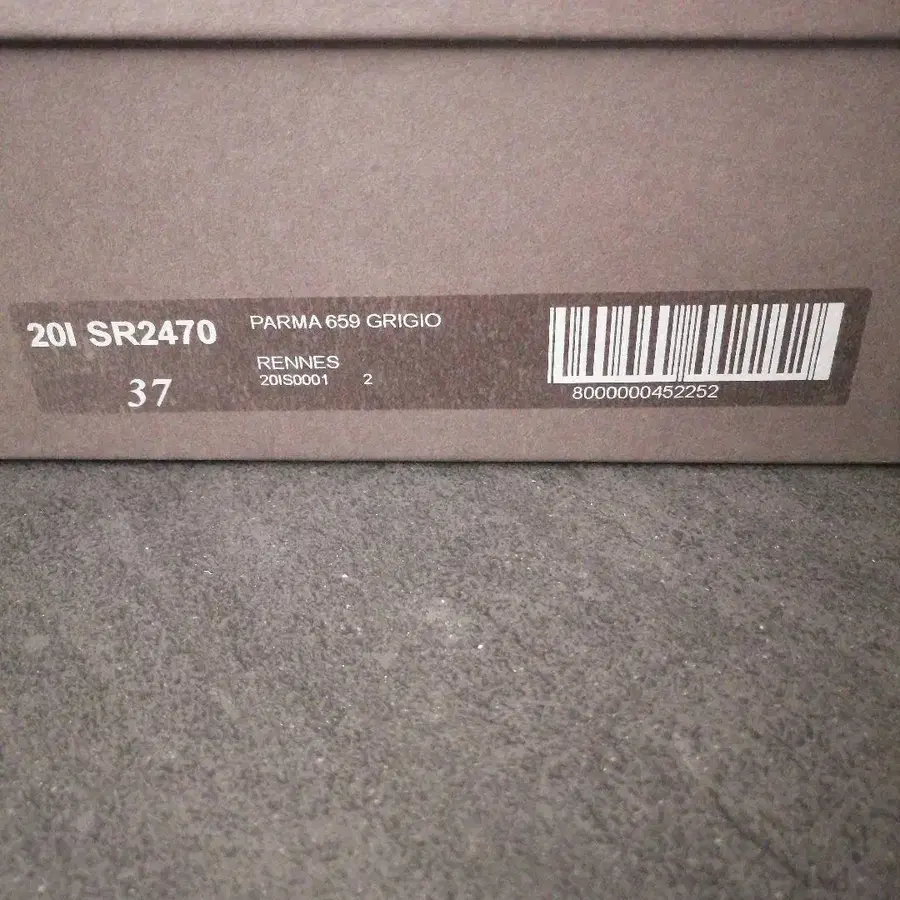 20I SR2470
37
PARMA 659 GRIGIO
RENNES
20IS0001 2
8000000452252